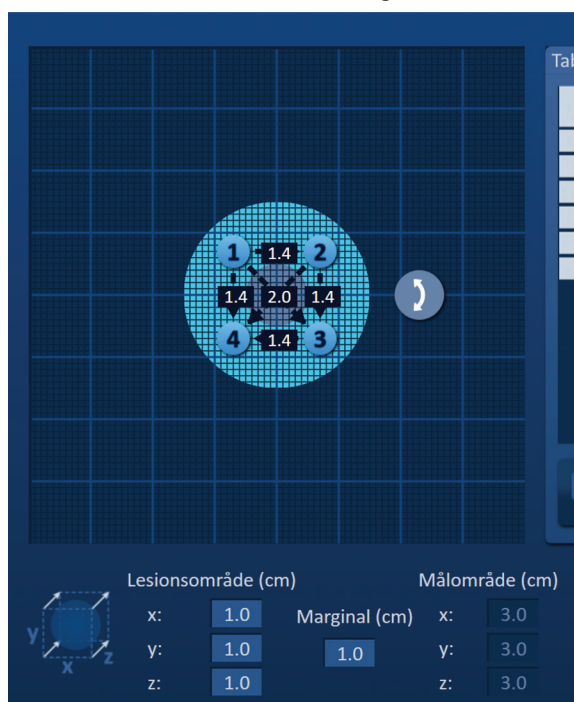 Tab
1 1.4 2
1.4 2.0 1.4
4 1.4 3
Lesionsområde (cm) Målområde (cm)
x: 1.0 Marginal (cm) x: 3.0
y: 1.0 1.0 y: 3.0
z: 1.0 z: 3.0
y x z